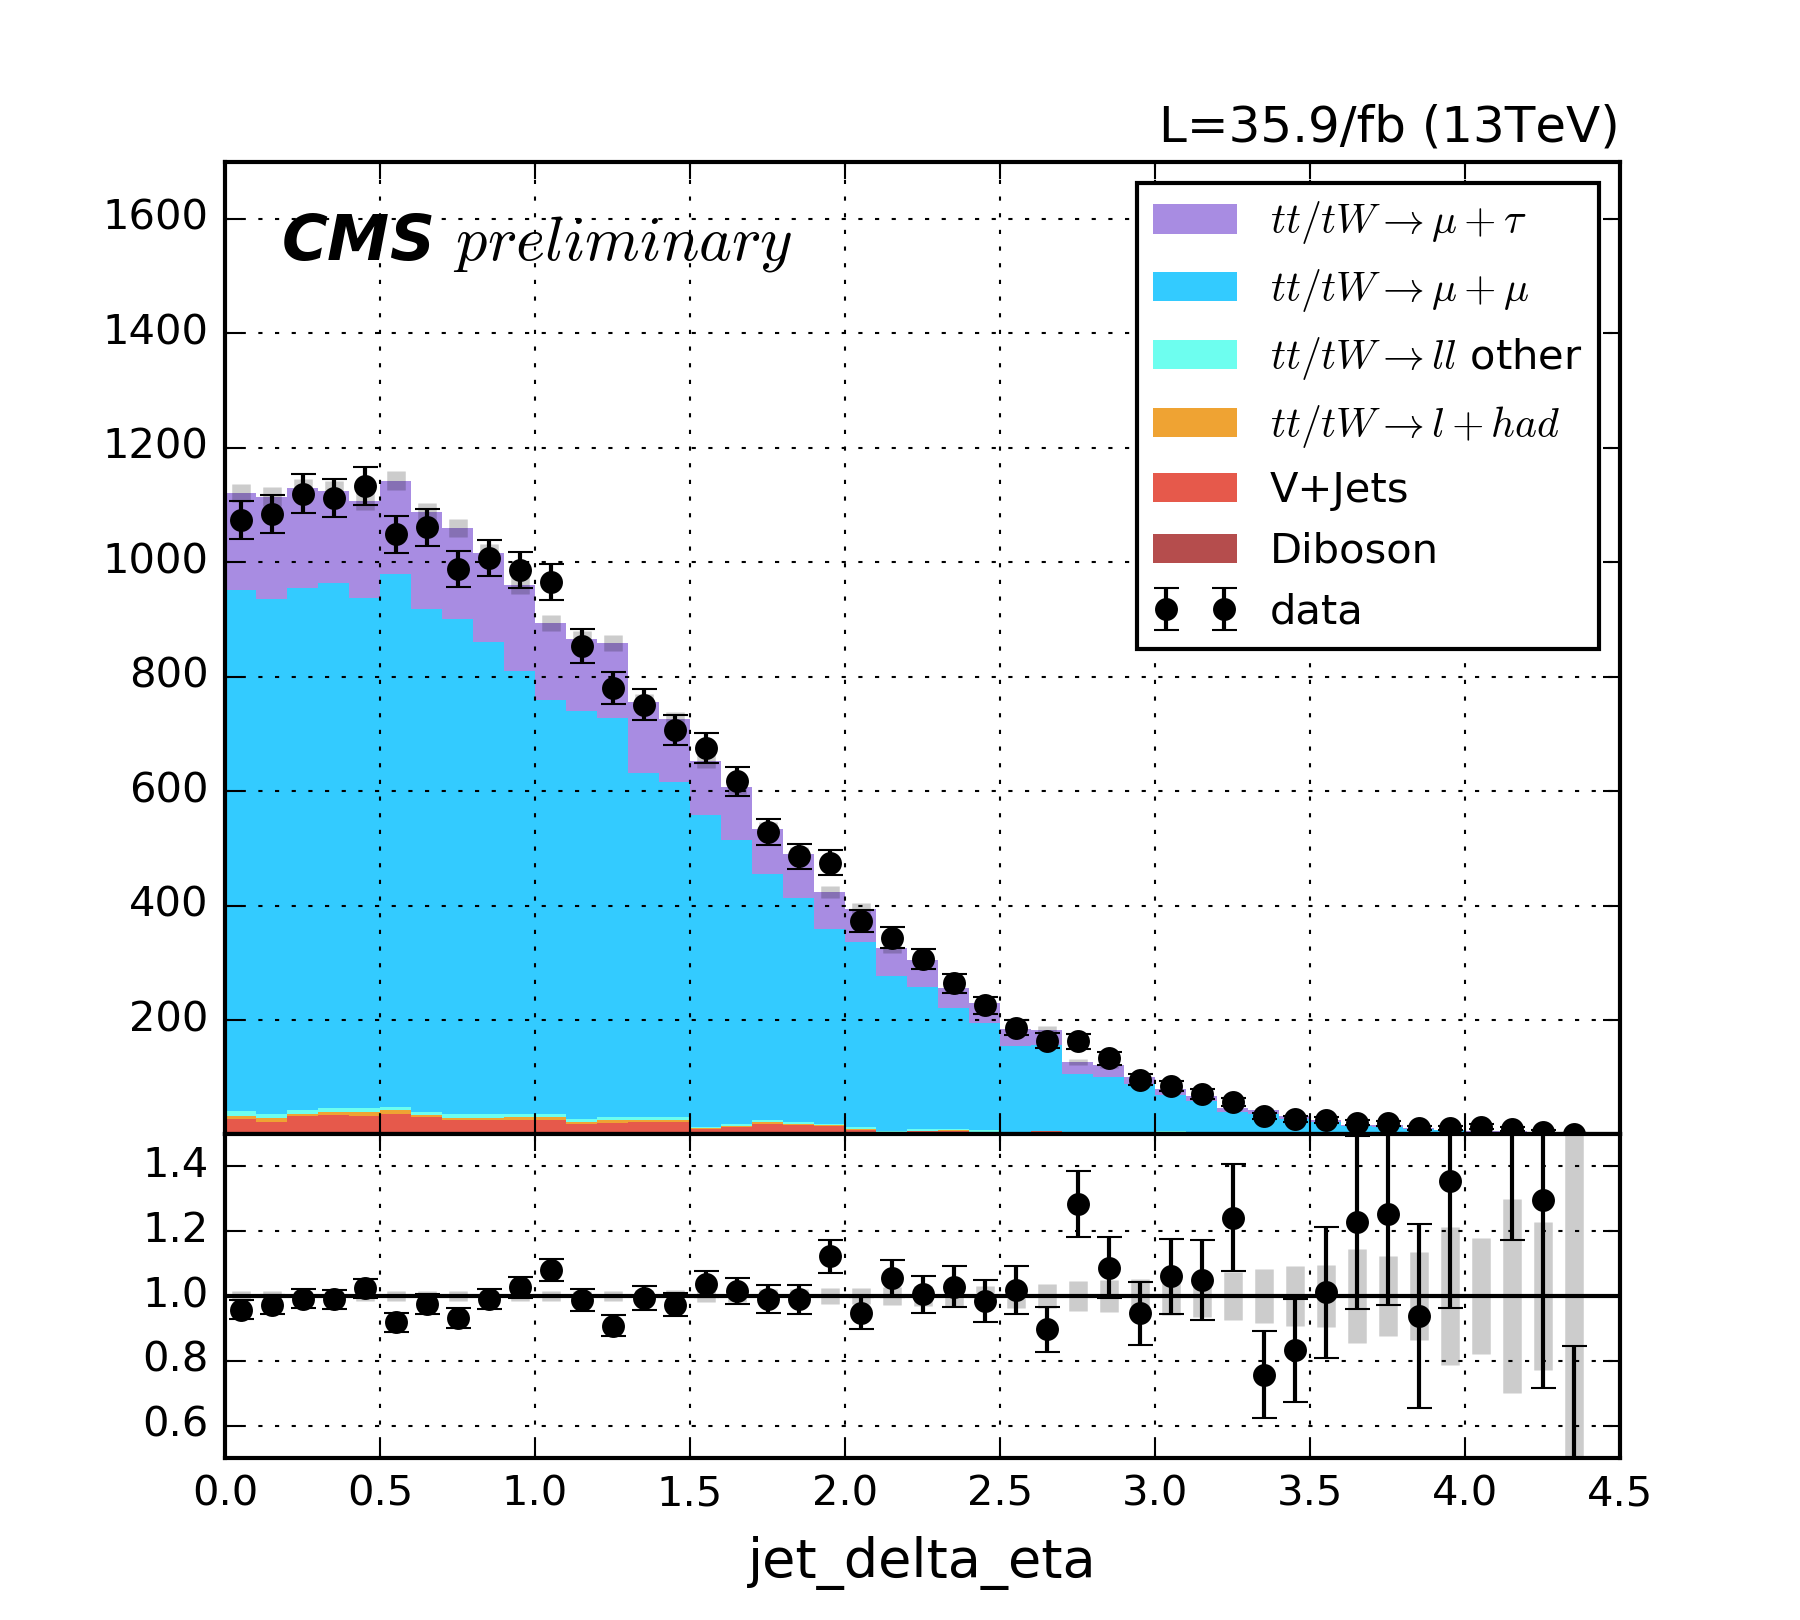 L=35.9/fb (13TeV)
CMS preliminary
1600
1400
1200
1000
800
600
400
200
tt/tW→μ+τ
tt/tW→μ+μ
tt/tW→ll other
tt/tW→l+had
V+Jets
Diboson
data
1.4
1.2
1.0
0.8
0.6
0.0 0.5 1.0 1.5 2.0 2.5 3.0 3.5 4.0 4.5
jet_delta_eta